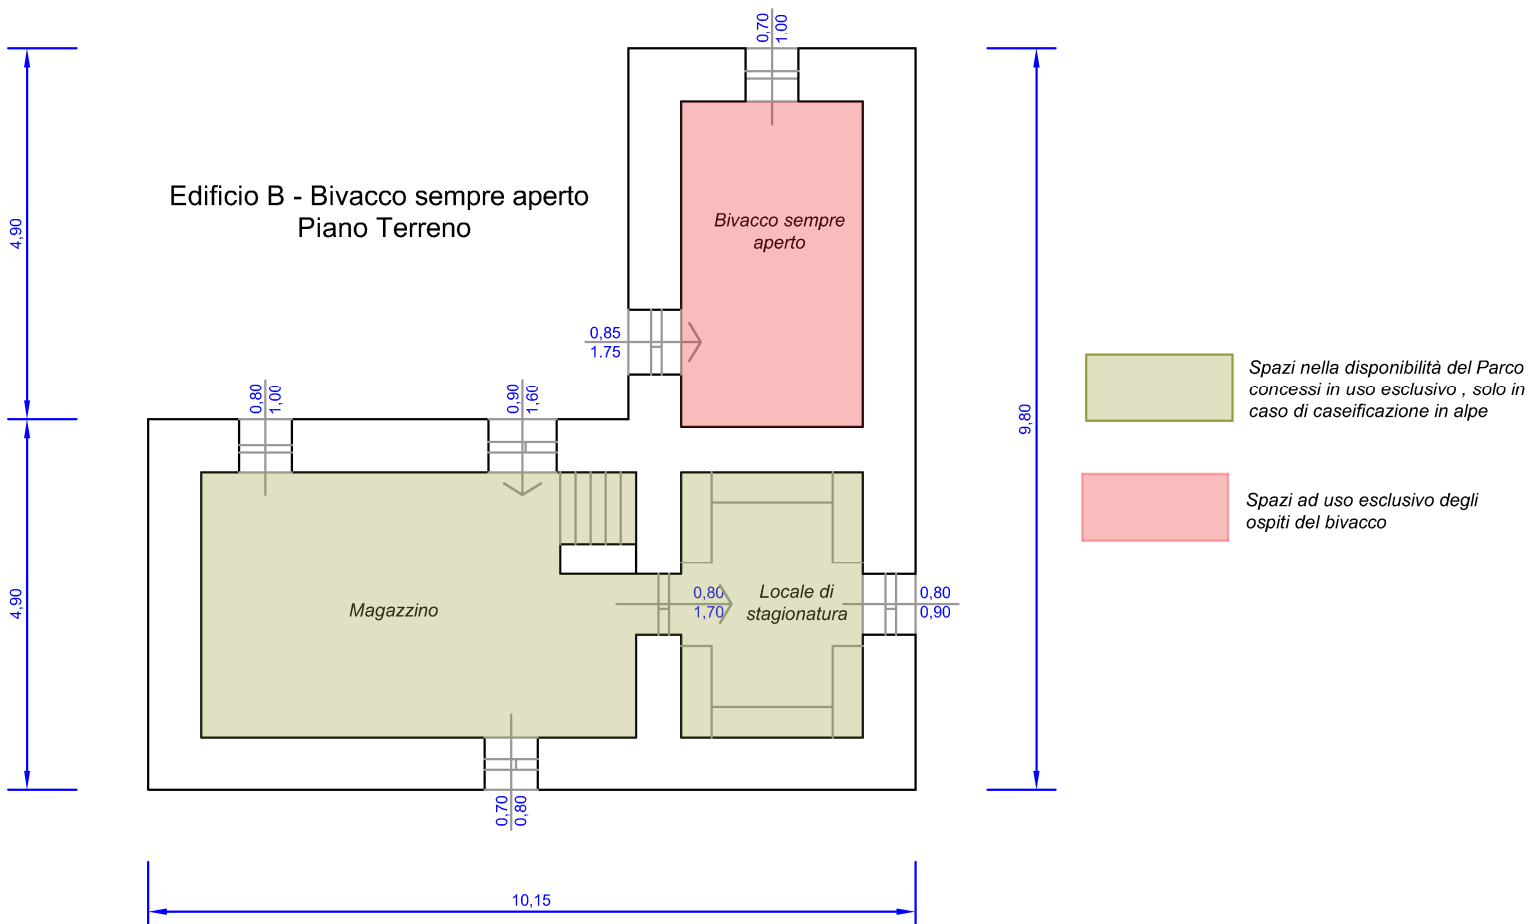 0,70
1.00
Edificio B - Bivacco sempre aperto
Piano Terreno
4,90
Bivacco sempre
aperto
0,85
1.75
0,80
1,00
0,90
1,60
9,80
Spazi nella disponibilità del Parco
concessi in uso esclusivo , solo in
caso di caseificazione in alpe
Spazi ad uso esclusivo degli
ospiti del bivacco
4,90
Magazzino
0,80
1,70
Locale di
stagionatura
0,80
0,90
0,70
0,80
10,15